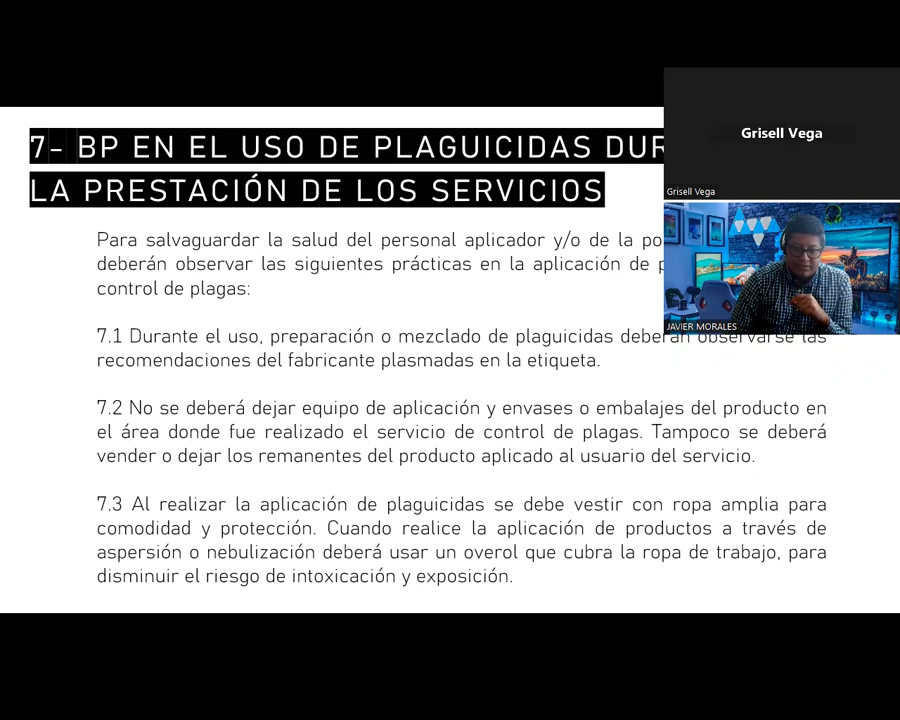 7- BP EN EL USO DE PLAGUICIDAS DUR
LA PRESTACIÓN DE LOS SERVICIOS
Grisell Vega
Grisell Vega
JAVIER MORALES
Para salvaguardar la salud del personal aplicador y/o de la
deberán observar las siguientes prácticas en la aplicación de
control de plagas:
7.1 Durante el uso, preparación o mezclado de plaguicidas deberán observarse las
recomendaciones del fabricante plasmadas en la etiqueta.
7.2 No se deberá dejar equipo de aplicación y envases o embalajes del producto en
el área donde fue realizado el servicio de control de plagas. Tampoco se deberá
vender o dejar los remanentes del producto aplicado al usuario del servicio.
7.3 Al realizar la aplicación de plaguicidas se debe vestir con ropa amplia para
comodidad y protección. Cuando realice la aplicación de productos a través de
aspersión o nebulización deberá usar un overol que cubra la ropa de trabajo, para
disminuir el riesgo de intoxicación y exposición.